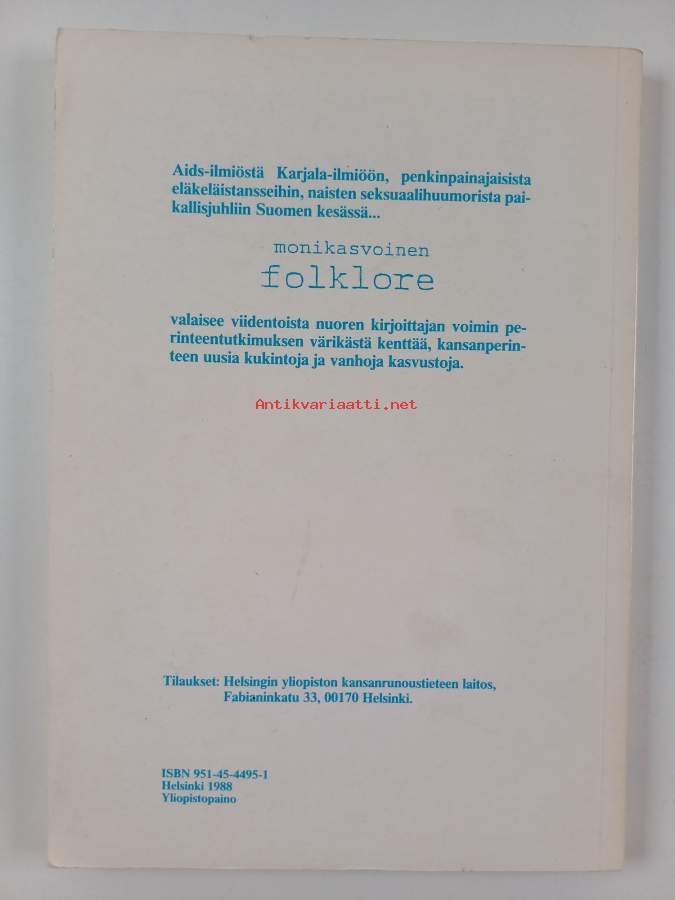 Aids-ilmiöstä Karjala-ilmiöön, penkinpainajaisista
eläkeläistansseihin, naisten seksuaalihuumorista pai-
kallisjuhliin Suomen kesässä...
monikasvoinen
folklore
valaisee viidentoista nuoren kirjoittajan voimin pe-
rinteentutkimuksen värikästä kenttää, kansanperin-
teen uusia kukintoja ja vanhoja kasvustoja.
Antikvariaatti.net
Tilaukset: Helsingin yliopiston kansanrunoustieteen laitos,
Fabianinkatu 33, 00170 Helsinki.
ISBN 951-45-4495-1
Helsinki 1988
Yliopistopaino